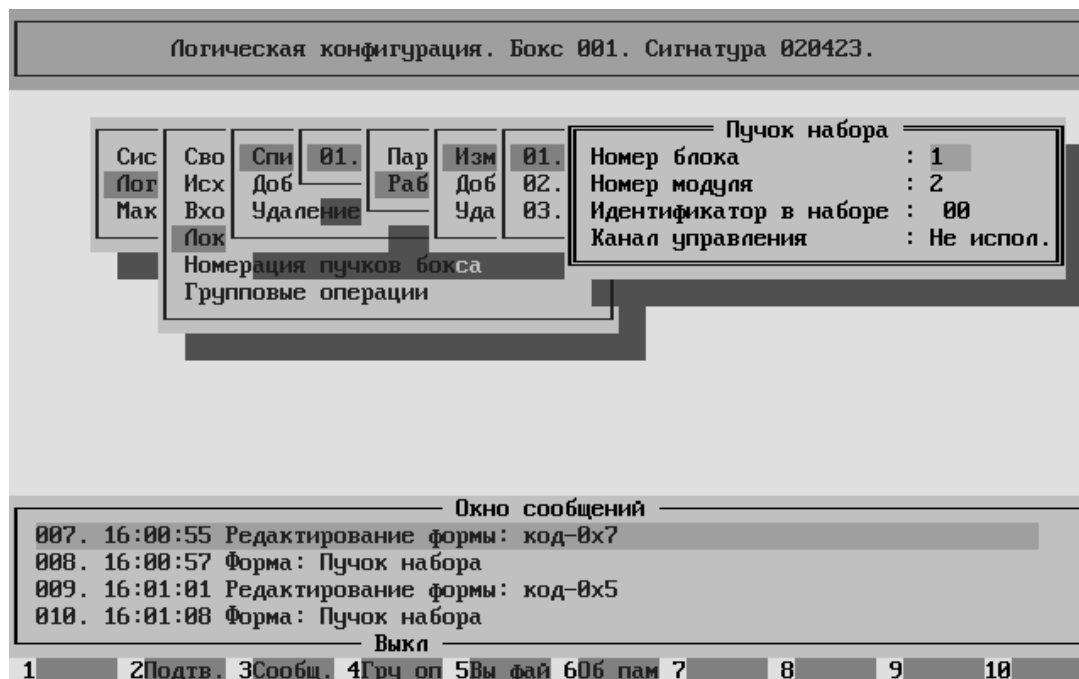 Логическая конфигурация. Бокс 001. Сигнатура 020423.
Пучок набора
Сис Сво Спи 01. Пар Изм 01. Номер блока : 1
Лог Исх Доб Раб Доб 02. Номер модуля : 2
Мак Вхо Удаление Уда 03. Идентификатор в наборе : 00
Лок Канал управления : Не испол.
Номерация пучков бокса
Групповые операции
Окно сообщений
007. 16:00:55 Редактирование формы: код-0x7
008. 16:00:57 Форма: Пучок набора
009. 16:01:01 Редактирование формы: код-0x5
010. 16:01:08 Форма: Пучок набора
Выкл
1 2Подтв. 3Сообщ. 4Гру оп 5Вы фай 6Об пам 7 8 9 10